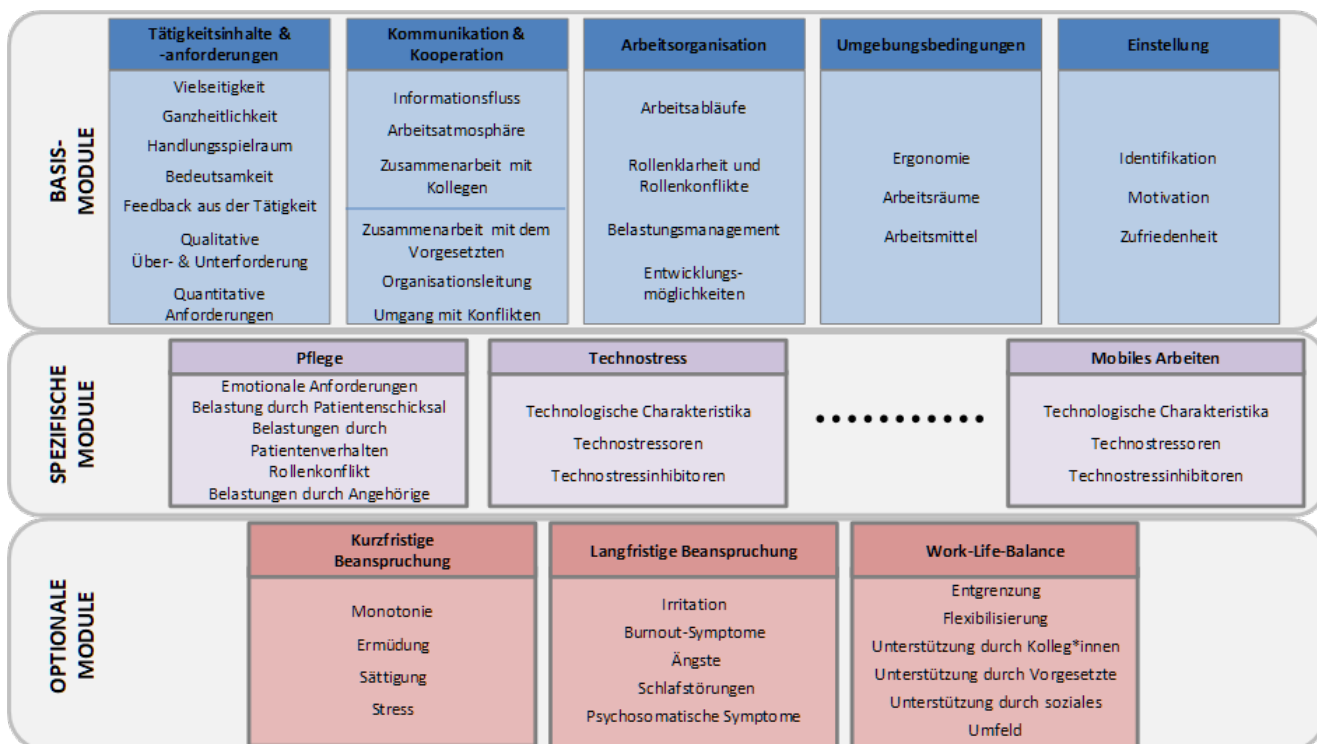 BASIS-
MODULE
Tätigkeitsinhalte &
-anforderungen
Vielseitigkeit
Ganzheitlichkeit
Handlungsspielraum
Bedeutsamkeit
Feedback aus der Tätigkeit
Qualitative
Über- & Unterforderung
Quantitative
Anforderungen
Kommunikation &
Kooperation
Informationsfluss
Arbeitsatmosphäre
Zusammenarbeit mit
Kollegen
Zusammenarbeit mit dem
Vorgesetzten
Organisationsleitung
Umgang mit Konflikten
Arbeitsorganisation
Arbeitsabläufe
Rollenklarheit und
Rollenkonflikte
Belastungsmanagement
Entwicklungs-
möglichkeiten
Umgebungsbedingungen
Ergonomie
Arbeitsräume
Arbeitsmittel
Einstellung
Identifikation
Motivation
Zufriedenheit
SPEZIFISCHE
MODULE
Pflege
Emotionale Anforderungen
Belastung durch Patientenschicksal
Belastungen durch
Patientenverhalten
Rollenkonflikt
Belastungen durch Angehörige
Technostress
Technologische Charakteristika
Technostressoren
Technostressinhibitoren
Mobiles Arbeiten
Technologische Charakteristika
Technostressoren
Technostressinhibitoren
OPTIONALE
MODULE
Kurzfristige
Beanspruchung
Monotonie
Ermüdung
Sättigung
Stress
Langfristige Beanspruchung
Irritation
Burnout-Symptome
Ängste
Schlafstörungen
Psychosomatische Symptome
Work-Life-Balance
Entgrenzung
Flexibilisierung
Unterstützung durch Kolleg*innen
Unterstützung durch Vorgesetzte
Unterstützung durch soziales
Umfeld